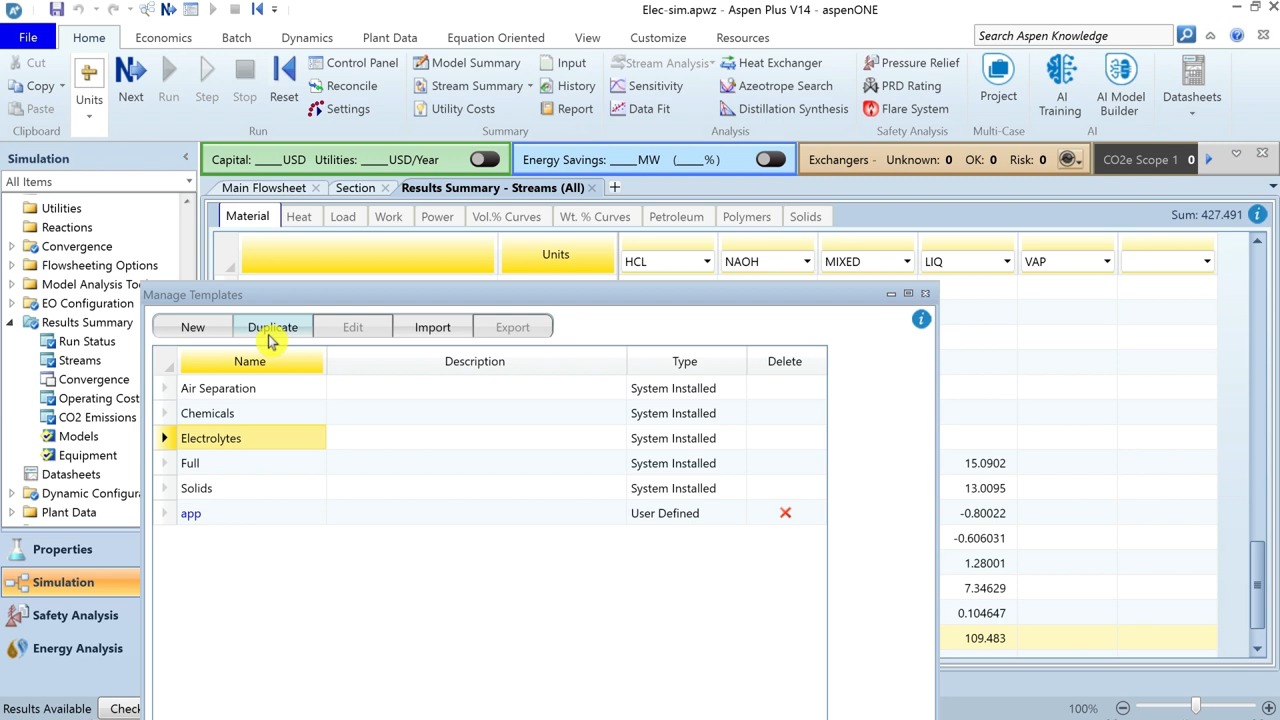 Elec-sim.apwz - Aspen Plus V14 - aspenONE
File Home Economics Batch Dynamics Plant Data Equation Oriented View Customize Resources Search Aspen Knowledge
Cut Copy Paste Clipboard
Units
Next Run Step Stop Reset Control Panel Reconcile Settings Run
Model Summary Stream Summary Utility Costs Input History Report Summary
Stream Analysis Sensitivity Data Fit Heat Exchanger Azeotrope Search Distillation Synthesis Analysis
Pressure Relief PRD Rating Flare System Safety Analysis
Project Multi-Case
AI Training AI Model Builder AI
Datasheets
Simulation
Capital: _____USD Utilities: _____USD/Year
Energy Savings: _____MW (_____%)
Exchangers - Unknown: 0 OK: 0 Risk: 0
CO2e Scope 1 0
All Items
Main Flowsheet Section Results Summary - Streams (All)
Utilities
Reactions
Convergence
Flowsheeting Options
Model Analysis Too
EO Configuration
Results Summary
Run Status
Streams
Convergence
Operating Cost
CO2 Emissions
Models
Equipment
Datasheets
Dynamic Configura
Plant Data
Properties
Simulation
Safety Analysis
Energy Analysis
Material Heat Load Work Power Vol.% Curves Wt. % Curves Petroleum Polymers Solids Sum: 427.491
Units HCL NAOH MIXED LIQ VAP
Manage Templates
New Duplicate Edit Import Export
Name Description Type Delete
Air Separation System Installed
Chemicals System Installed
Electrolytes System Installed
Full System Installed
Solids System Installed
app User Defined
15.0902
13.0095
-0.80022
-0.606031
1.28001
7.34629
0.104647
109.483
Results Available Check 100%